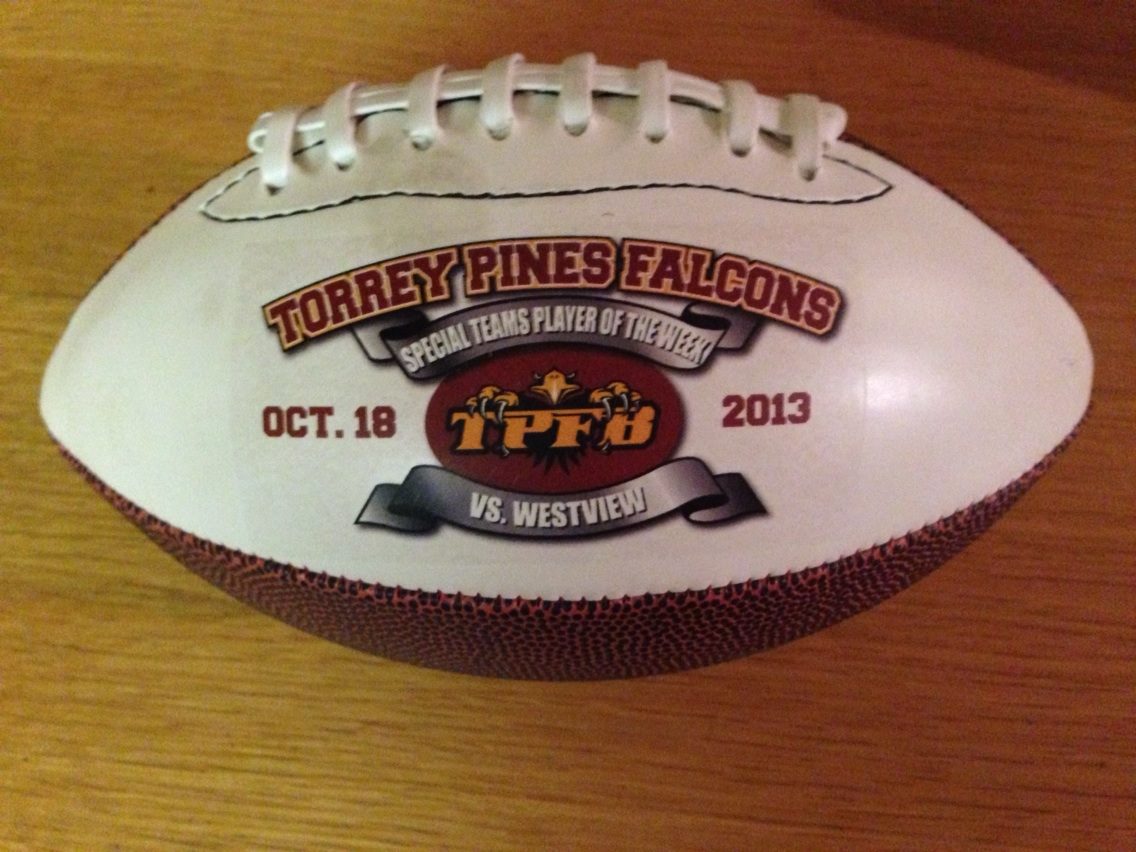 TORREY PINES FALCONS
SPECIAL TEAMS PLAYER OF THE WEEK
OCT. 18
TPFB
2013
VS. WESTVIEW